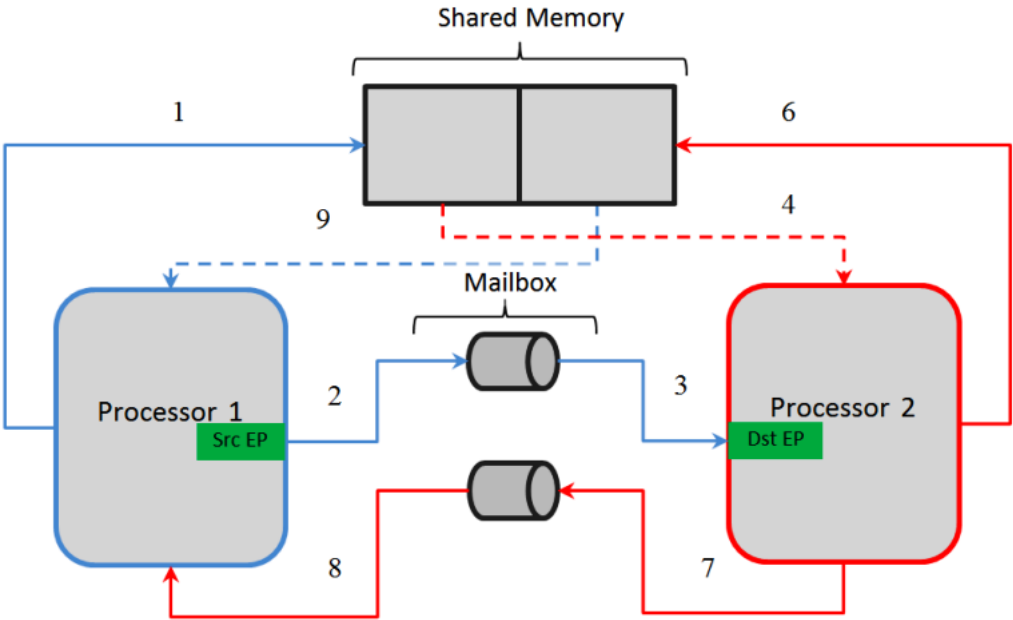 Shared Memory
1
6
9
4
Mailbox
2
3
Processor 1
Processor 2
Src EP
Dst EP
8
7